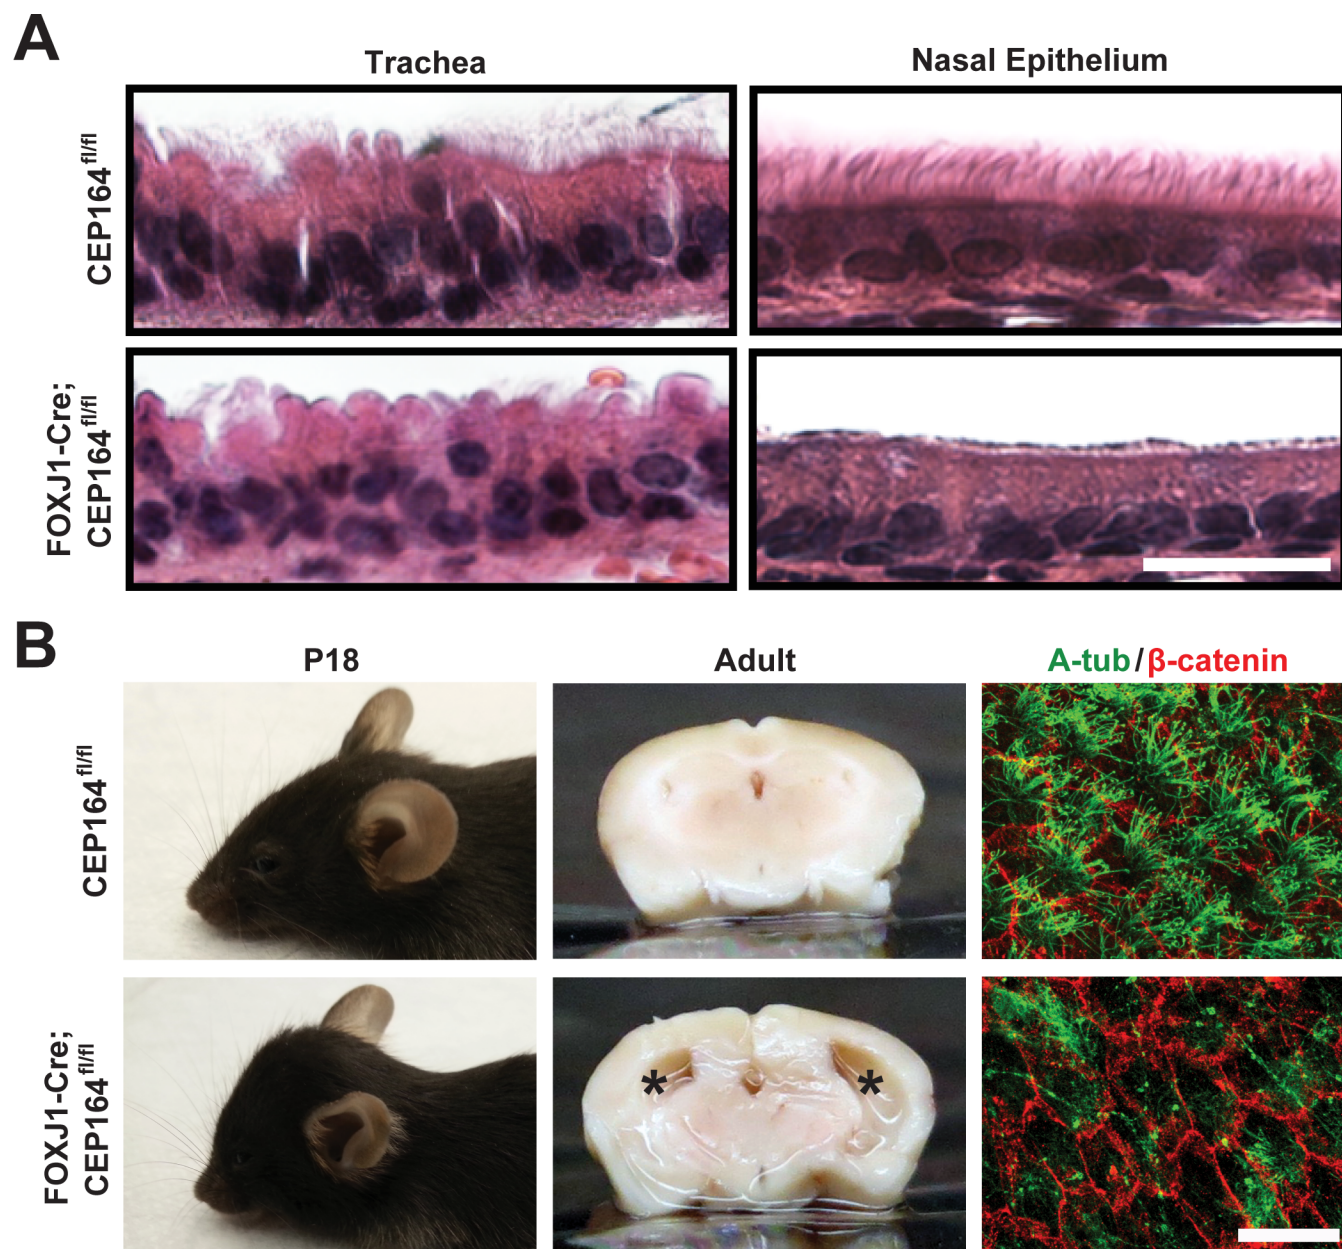 A
Trachea
Nasal Epithelium
CEP164fl/fl
FOXJ1-Cre;
CEP164fl/fl
B
P18
Adult
A-tub/β-catenin
CEP164fl/fl
*
*
FOXJ1-Cre;
CEP164fl/fl